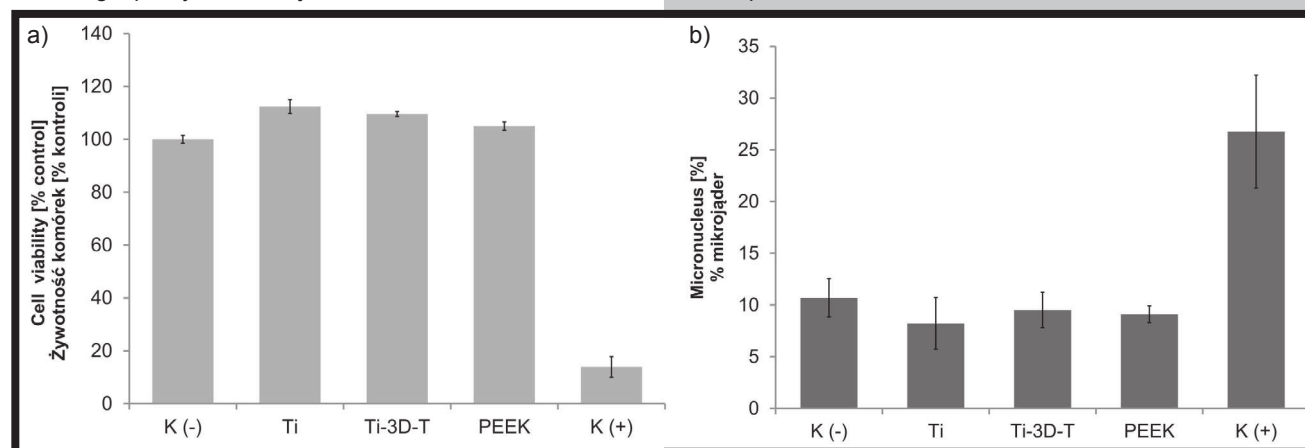 a)
Cell viability [% control]
Żywotność komórek [% kontroli]
140
120
100
80
60
40
20
0
K (-) Ti Ti-3D-T PEEK K (+)
b)
Micronucleus [%]
% mikrojąder
35
30
25
20
15
10
5
0
K (-) Ti Ti-3D-T PEEK K (+)